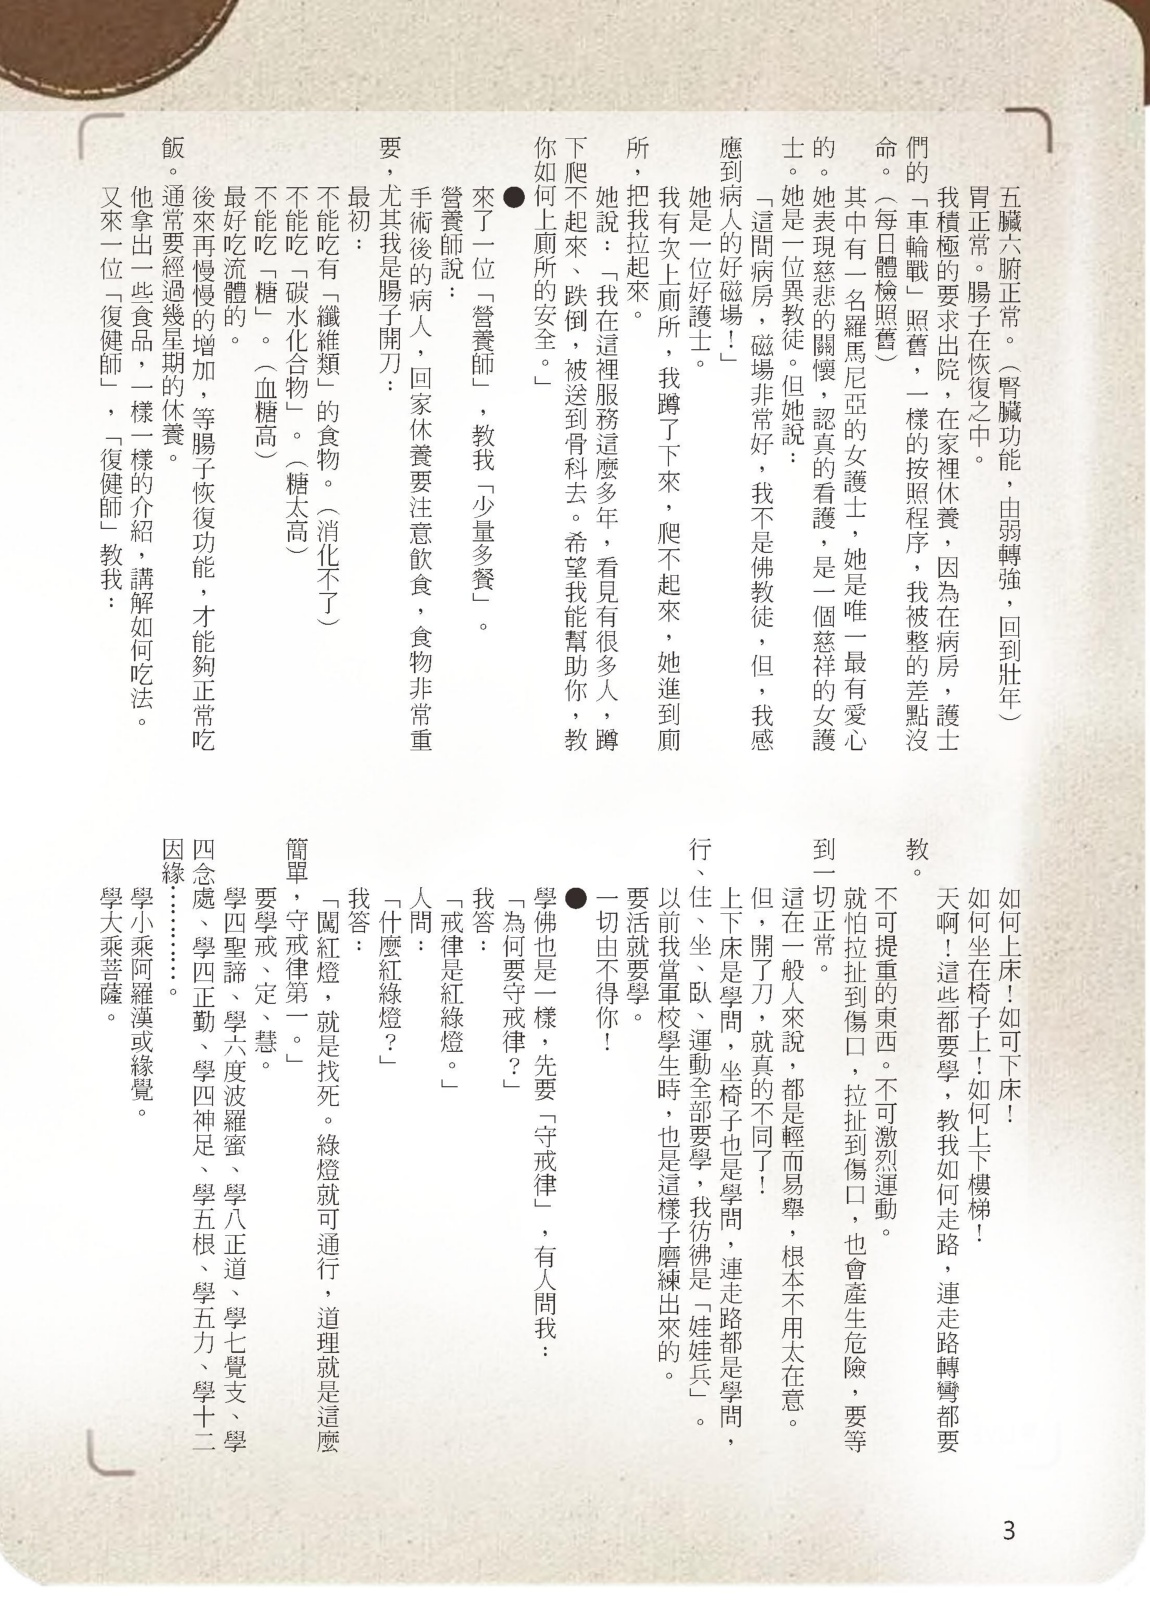 五臟六腑正常。（腎臟功能，由弱轉強，回到壯年）
胃正常。腸子在恢復之中。
我積極的要求出院，在家裡休養，因為在病房，護士
們的「車輪戰」照舊，一樣的按照程序，我被整的差點沒
命。（每日體檢照舊）
其中有一名羅馬尼亞的女護士，她是唯一最有愛心
的。她表現慈悲的關懷，認真的看護，是一個慈祥的女護
士。她是一位異教徒。但她說：
「這間病房，磁場非常好，我不是佛教徒，但，我感
應到病人的好磁場！」
她是一位好護士。
我有次上廁所，我蹲了下來，爬不起來，她進到廁
所，把我拉起來。
她說：「我在這裡服務這麼多年，看見有很多人，蹲
下爬不起來、跌倒，被送到骨科去。希望我能幫助你，教
你如何上廁所的安全。」
●
來了一位「營養師」，教我「少量多餐」。
營養師說：
手術後的病人，回家休養要注意飲食，食物非常重
要，尤其我是腸子開刀：
最初：
不能吃有「纖維類」的食物。（消化不了）
不能吃「碳水化合物」。（糖太高）
不能吃「糖」。（血糖高）
最好吃流體的。
後來再慢慢的增加，等腸子恢復功能，才能夠正常吃
飯。通常要經過幾星期的休養。
他拿出一些食品，一樣一樣的介紹，講解如何吃法。
又來一位「復健師」，「復健師」教我：
如何上床！如可下床！
如何坐在椅子上！如何上下樓梯！
天啊！這些都要學，教我如何走路，連走路轉彎都要
教。
不可提重的東西。不可激烈運動。
就怕拉扯到傷口，拉扯到傷口，也會產生危險，要等
到一切正常。
這在一般人來說，都是輕而易舉，根本不用太在意。
但，開了刀，就真的不同了！
上下床是學問，坐椅子也是學問，連走路都是學問，
行、住、坐、臥、運動全部要學，我彷彿是「娃娃兵」。
以前我當軍校學生時，也是這樣子磨練出來的。
要活就要學。
一切由不得你！
●
學佛也是一樣，先要「守戒律」，有人問我：
「為何要守戒律？」
我答：
「戒律是紅綠燈。」
人問：
「什麼紅綠燈？」
我答：
「闖紅燈，就是找死。綠燈就可通行，道理就是這麼
簡單，守戒律第一。」
要學戒、定、慧。
學四聖諦、學六度波羅蜜、學八正道、學七覺支、學
四念處、學四正勤、學四神足、學五根、學五力、學十二
因緣…………。
學小乘阿羅漢或緣覺。
學大乘菩薩。
3